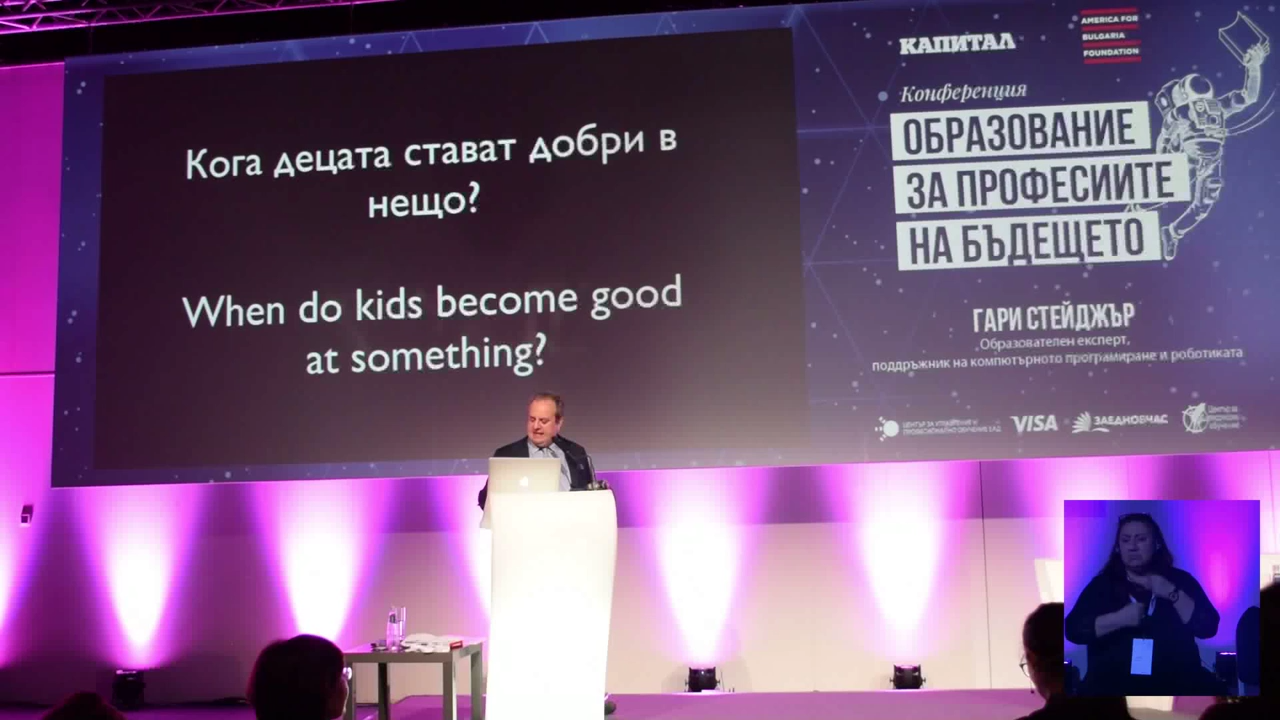 Кога децата стават добри в
нещо?
When do kids become good
at something?
КАПИТАЛ
AMERICA FOR
BULGARIA
FOUNDATION
Конференция
ОБРАЗОВАНИЕ
ЗА ПРОФЕСИИТЕ
НА БЪДЕЩЕТО
ГАРИ СТЕЙДЖЪР
Образователен експерт,
поддръжник на компютърното програмиране и роботиката
VISA
ЗАЕДНОВЧАС